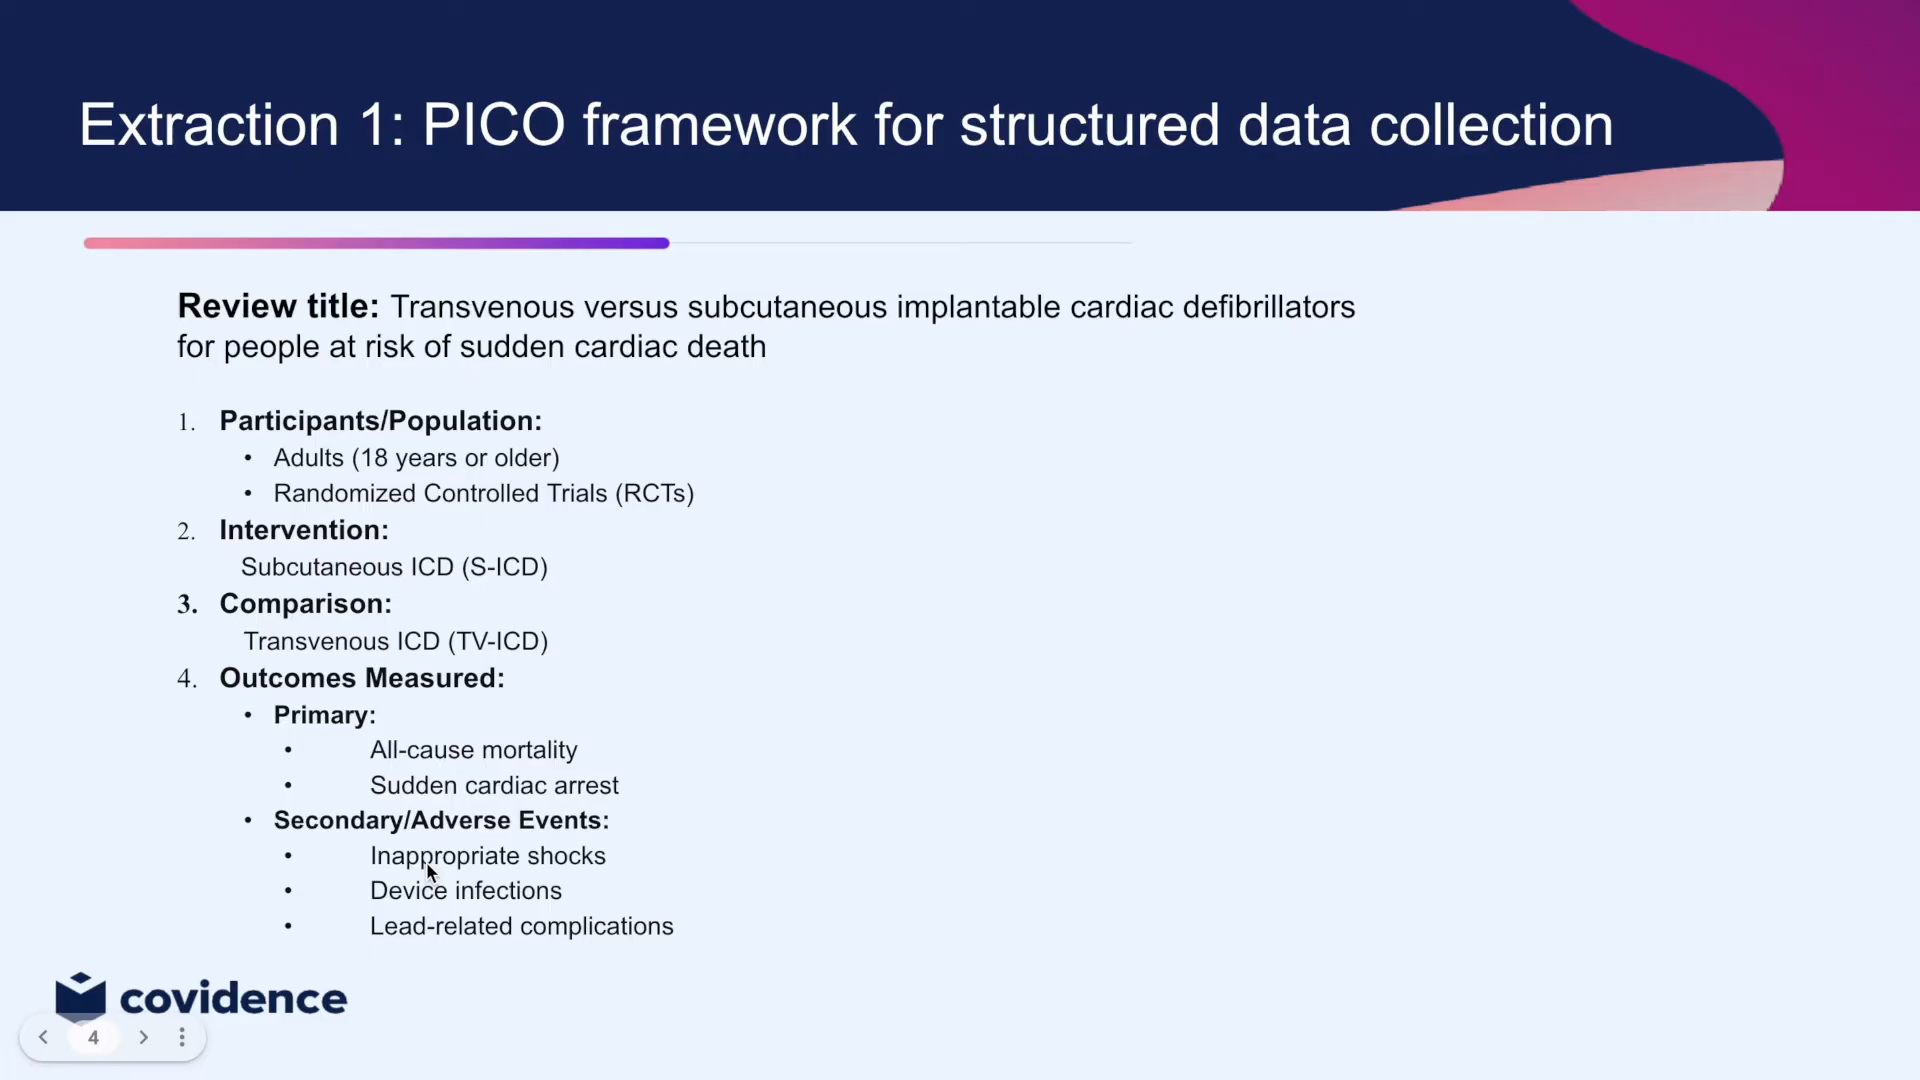 Extraction 1: PICO framework for structured data collection
Review title: Transvenous versus subcutaneous implantable cardiac defibrillators
for people at risk of sudden cardiac death
1. Participants/Population:
• Adults (18 years or older)
• Randomized Controlled Trials (RCTs)
2. Intervention:
Subcutaneous ICD (S-ICD)
3. Comparison:
Transvenous ICD (TV-ICD)
4. Outcomes Measured:
• Primary:
• All-cause mortality
• Sudden cardiac arrest
• Secondary/Adverse Events:
• Inappropriate shocks
• Device infections
• Lead-related complications
covidence
4